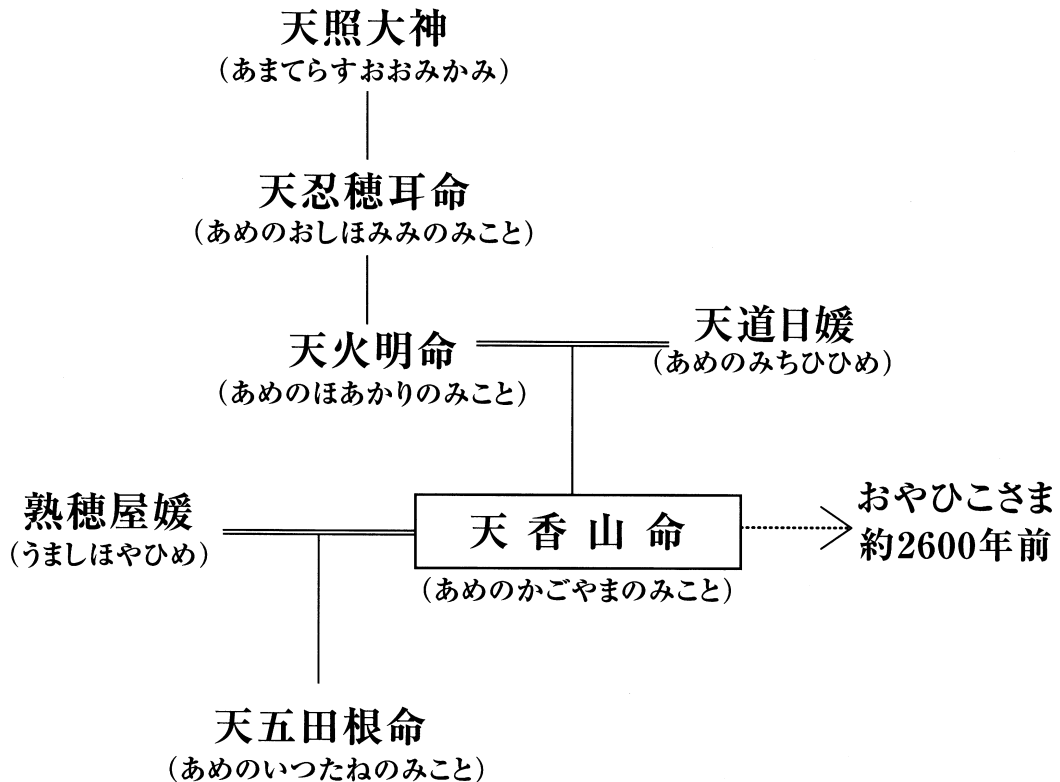 天照大神
（あまてらすおおみかみ）
天忍穂耳命
（あめのおしほみみのみこと）
天火明命
（あめのほあかりのみこと）
天道日媛
（あめのみちひひめ）
熟穂屋媛
（うましほやひめ）
天香山命
（あめのかごやまのみこと）
おやひこさま
約2600年前
天五田根命
（あめのいつたねのみこと）